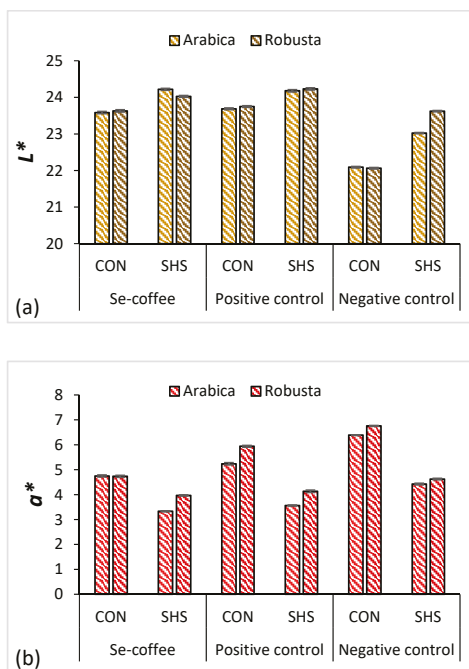 Arabica Robusta
25
24
23
22
21
20
L*
CON SHS CON SHS CON SHS
Se-coffee Positive control Negative control
(a)
Arabica Robusta
8
7
6
5
4
3
2
1
0
a*
CON SHS CON SHS CON SHS
Se-coffee Positive control Negative control
(b)